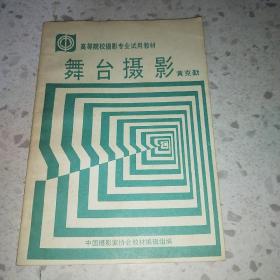 高等院校摄影专业试用教材
舞台摄影 黄克勤
中国摄影家协会教材编辑组编